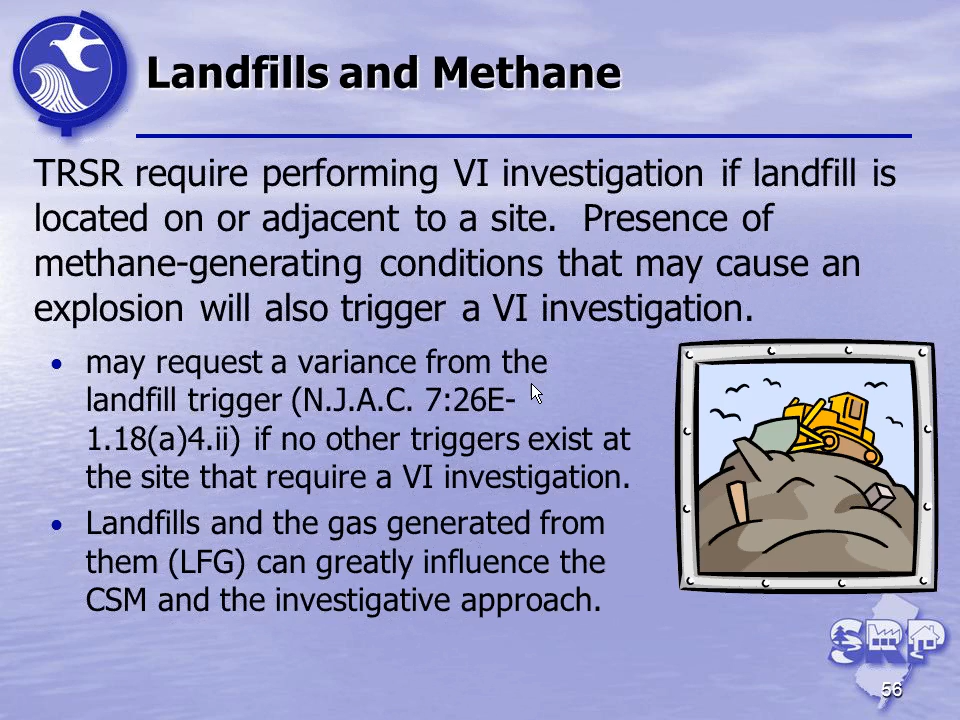 Landfills and Methane
TRSR require performing VI investigation if landfill is
located on or adjacent to a site.  Presence of
methane-generating conditions that may cause an
explosion will also trigger a VI investigation.
• may request a variance from the
landfill trigger (N.J.A.C. 7:26E-
1.18(a)4.ii) if no other triggers exist at
the site that require a VI investigation.
• Landfills and the gas generated from
them (LFG) can greatly influence the
CSM and the investigative approach.
SRP
56